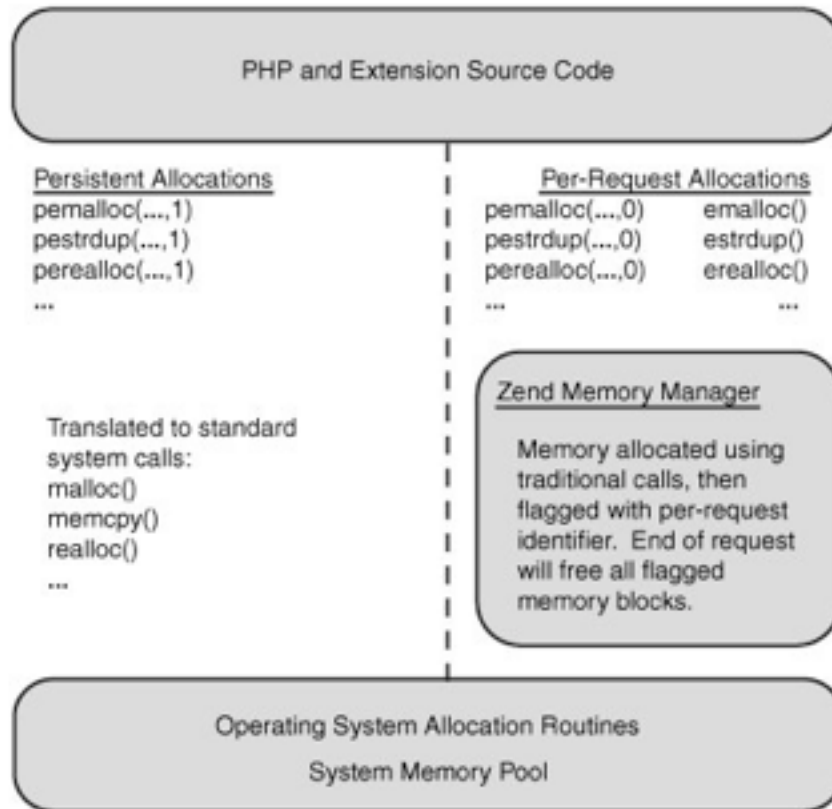 PHP and Extension Source Code
Persistent Allocations
pemalloc(...,1)
pestrdup(...,1)
perealloc(...,1)
...
Per-Request Allocations
pemalloc(...,0) emalloc()
pestrdup(...,0) estrdup()
perealloc(...,0) erealloc()
... ...
Translated to standard
system calls:
malloc()
memcpy()
realloc()
...
Zend Memory Manager
Memory allocated using
traditional calls, then
flagged with per-request
identifier. End of request
will free all flagged
memory blocks.
Operating System Allocation Routines
System Memory Pool